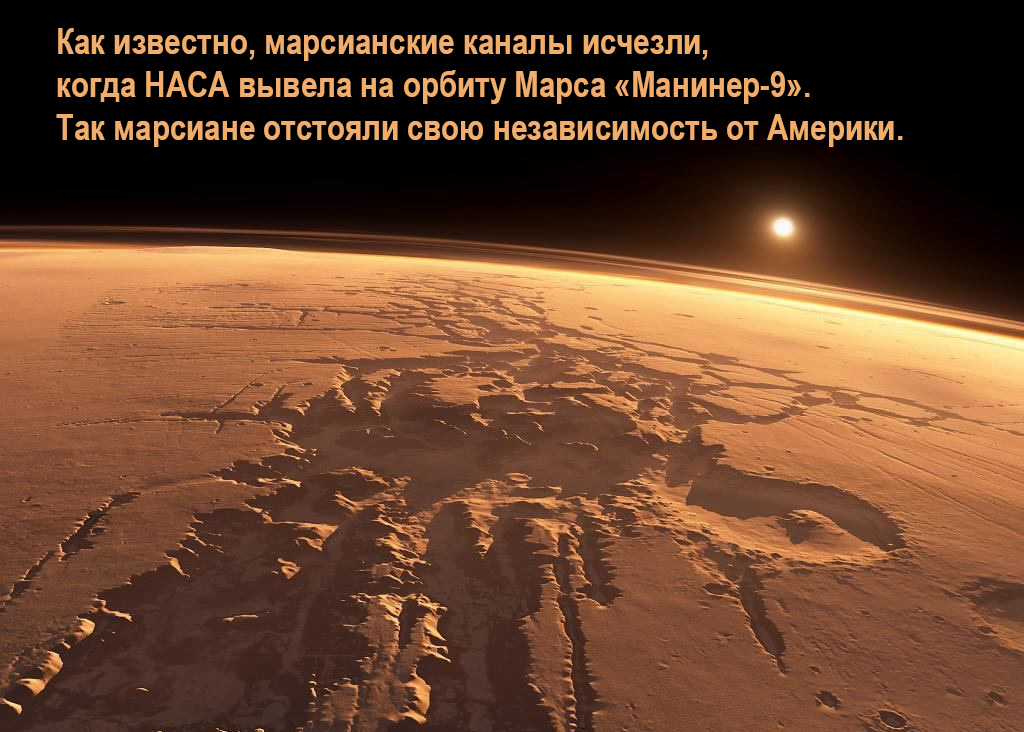 Как известно, марсианские каналы исчезли,
когда НАСА вывела на орбиту Марса «Манинер-9».
Так марсиане отстояли свою независимость от Америки.